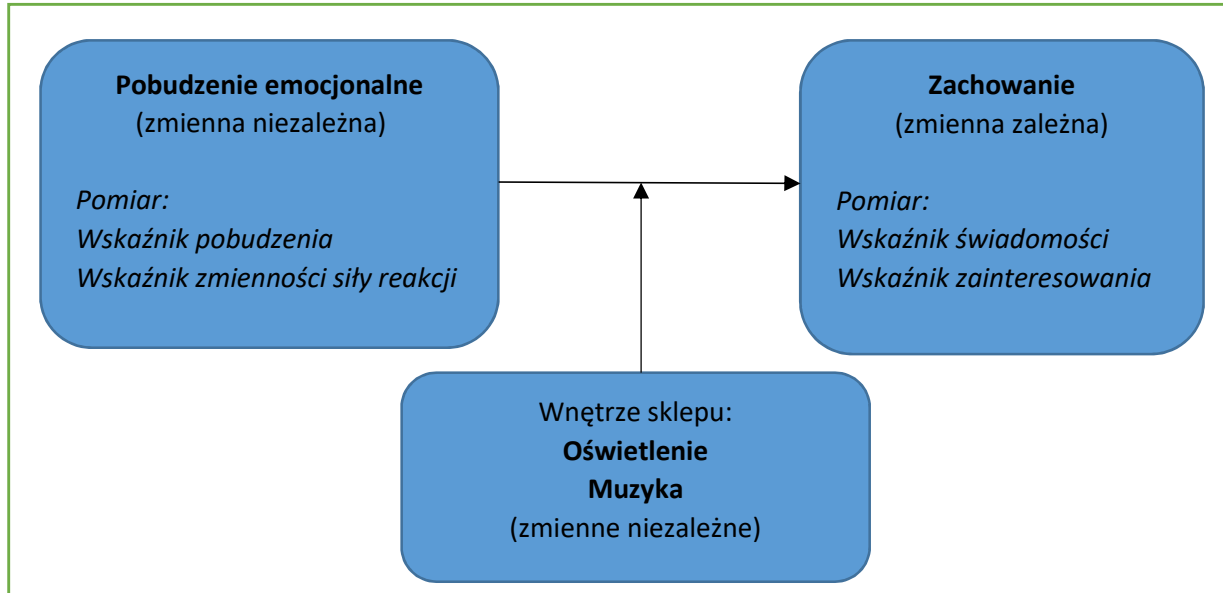 Pobudzenie emocjonalne
(zmienna niezależna)
Pomiar:
Wskaźnik pobudzenia
Wskaźnik zmienności siły reakcji
Zachowanie
(zmienna zależna)
Pomiar:
Wskaźnik świadomości
Wskaźnik zainteresowania
Wnętrze sklepu:
Oświetlenie
Muzyka
(zmienne niezależne)